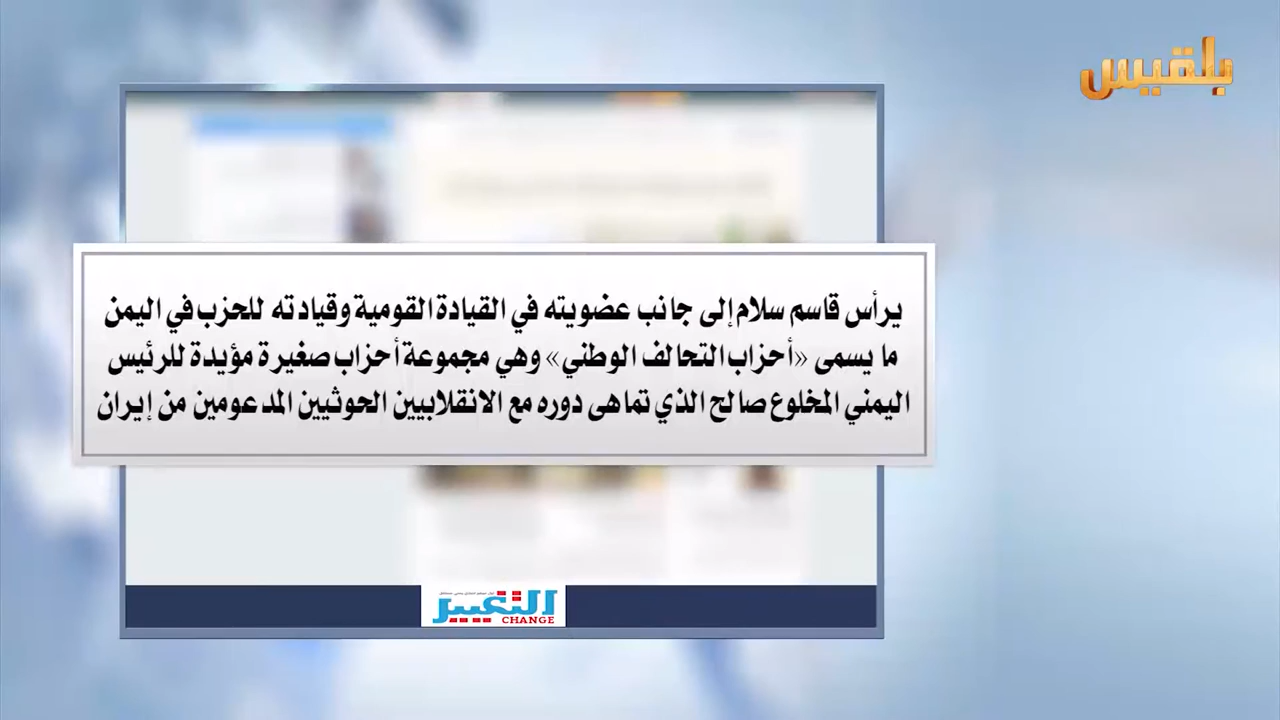 بلقيس
يرأس قاسم سلام إلى جانب عضويته في القيادة القومية وقيادته للحزب في اليمن
ما يسمى «أحزاب التحالف الوطني» وهي مجموعة أحزاب صغيرة مؤيدة للرئيس
اليمني المخلوع صالح الذي تماهى دوره مع الانقلابيين الحوثيين المدعومين من إيران
التغيير
CHANGE